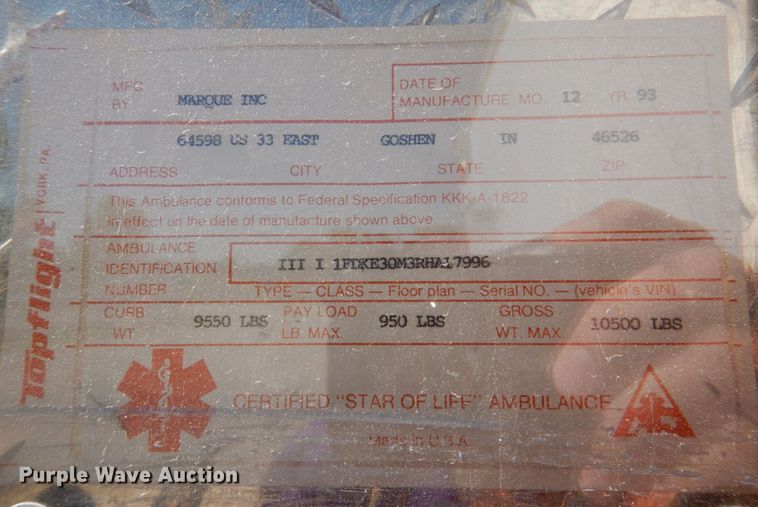 MFG BY MARQUE INC
DATE OF MANUFACTURE MO. 12 YR. 93
64598 US 33 EAST GOSHEN IN 46526
ADDRESS CITY STATE ZIP
This Ambulance conforms to Federal Specification KKK-A-1822
in effect on the date of manufacture shown above
AMBULANCE IDENTIFICATION NUMBER
III I 1FDKE30M3RHA17996
TYPE — CLASS — Floor plan — Serial NO. — (vehicle's VIN)
CURB WT. 9550 LBS PAY LOAD LB. MAX. 950 LBS GROSS WT. MAX. 10500 LBS
CERTIFIED "STAR OF LIFE" AMBULANCE
Made in U.S.A.
Topflight YORK, PA
Purple Wave Auction